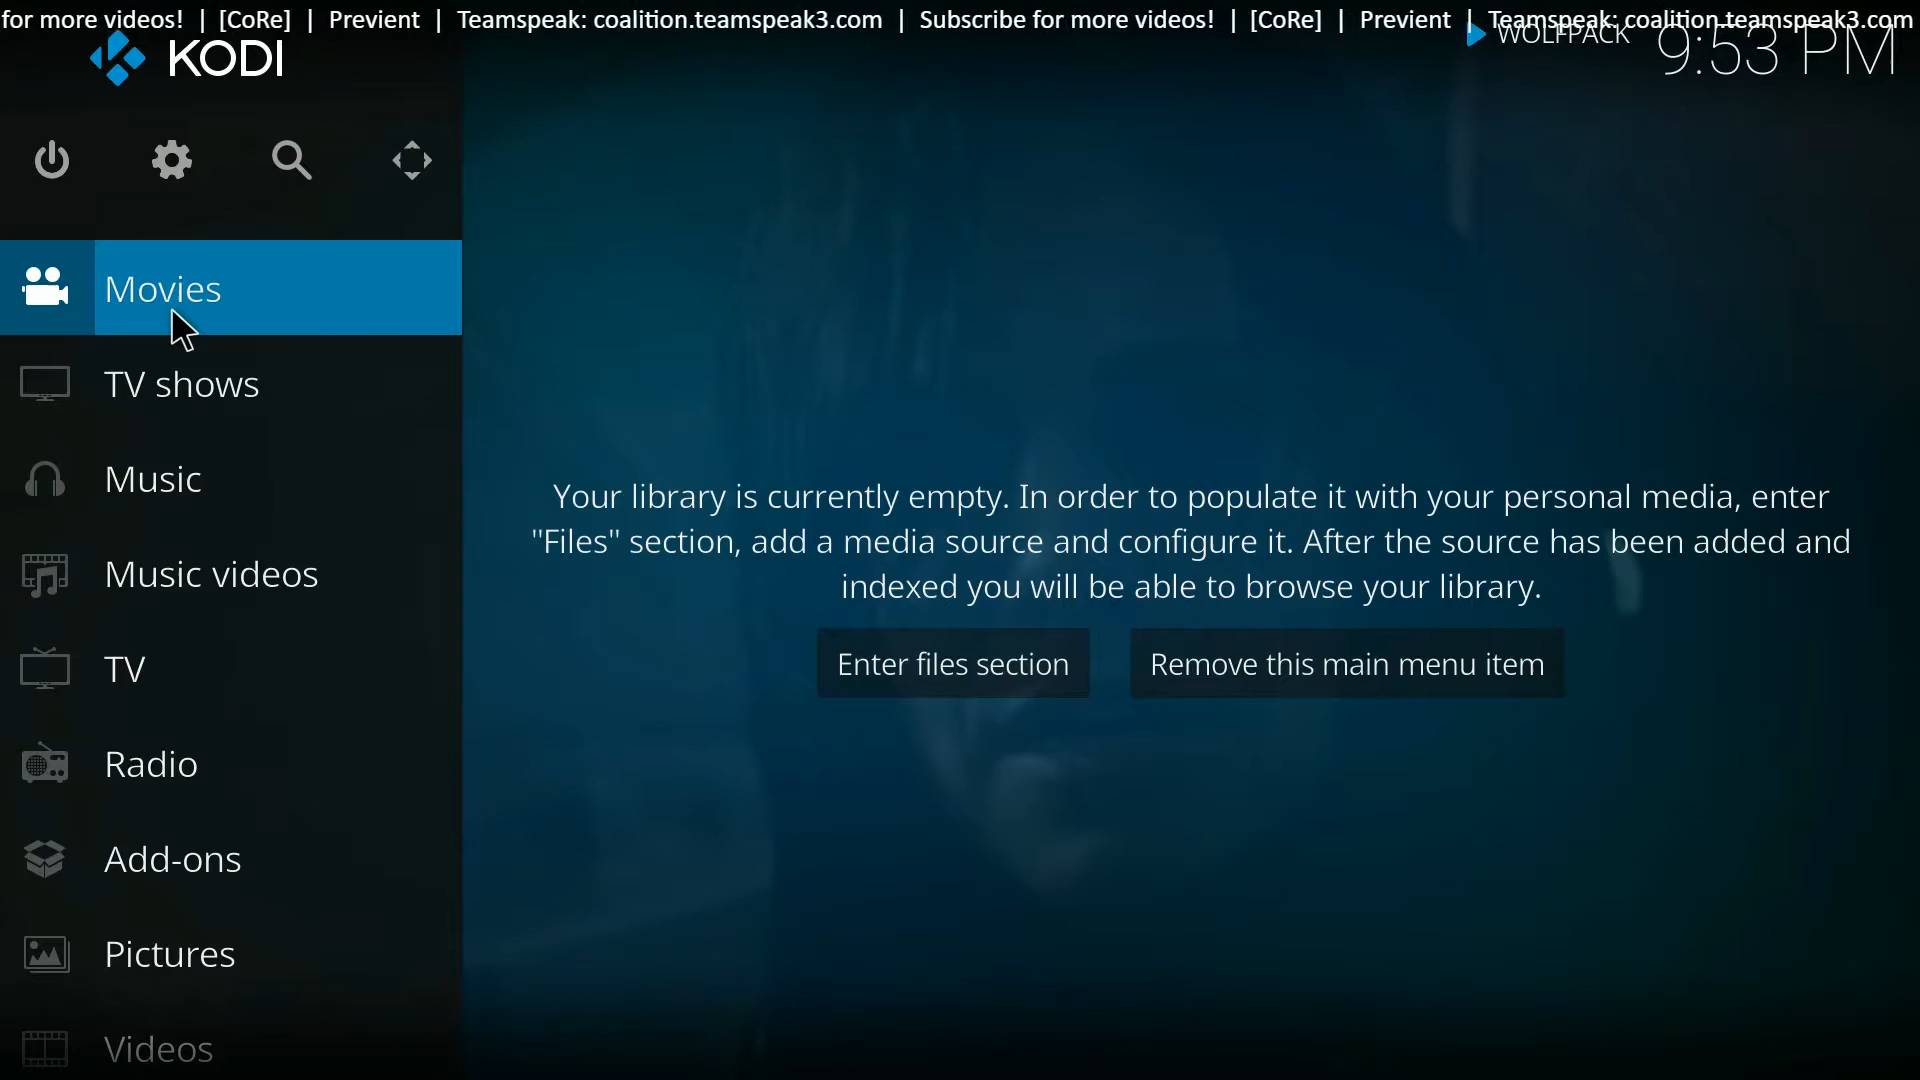 for more videos! | [CoRe] | Previent | Teamspeak: coalition.teamspeak3.com | Subscribe for more videos! | [CoRe] | Previent | Teamspeak: coalition.teamspeak3.com
KODI
WOLFPACK
9:53 PM
Movies
TV shows
Music
Music videos
TV
Radio
Add-ons
Pictures
Videos
Your library is currently empty. In order to populate it with your personal media, enter
"Files" section, add a media source and configure it. After the source has been added and
indexed you will be able to browse your library.
Enter files section
Remove this main menu item